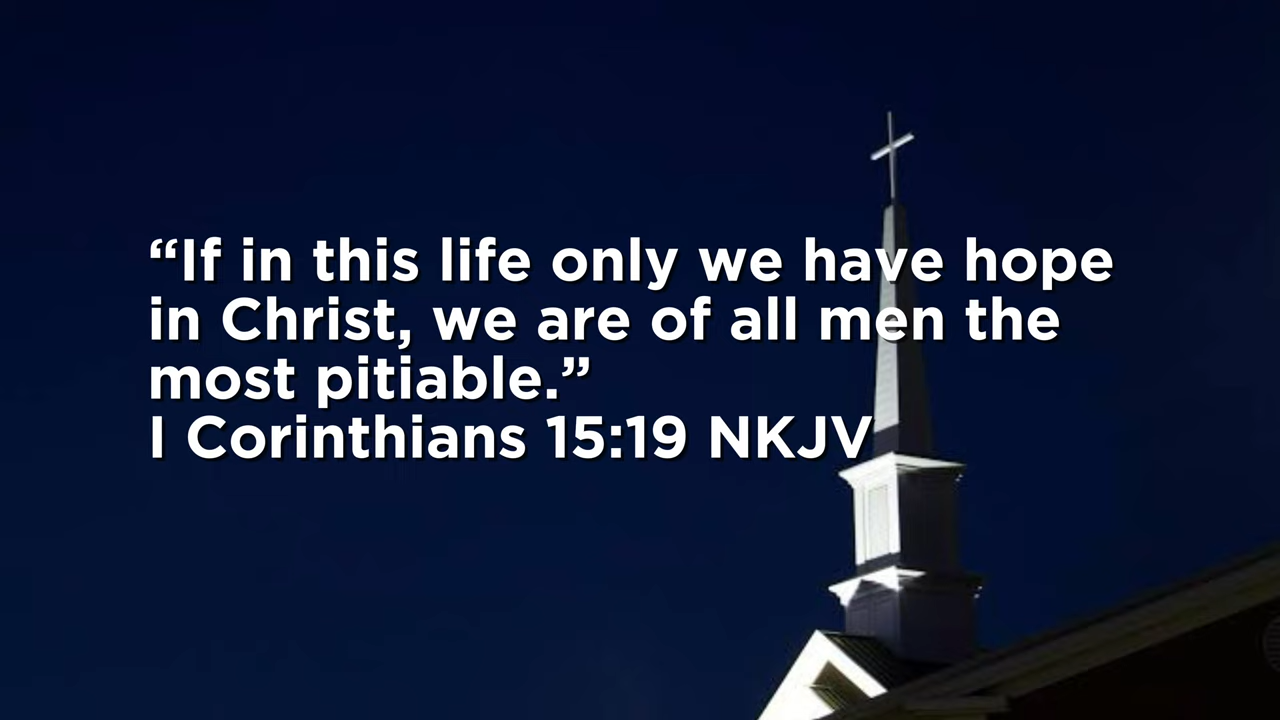 “If in this life only we have hope
in Christ, we are of all men the
most pitiable.”
I Corinthians 15:19 NKJV